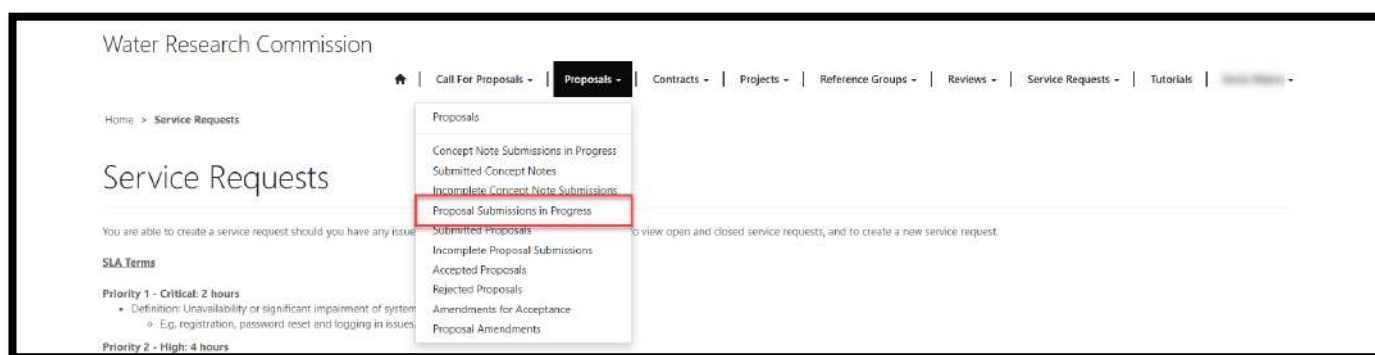 Water Research Commission
Call For Proposals Proposals Contracts Projects Reference Groups Reviews Service Requests Tutorials
Home > Service Requests
Proposals
Concept Note Submissions in Progress
Submitted Concept Notes
Incomplete Concept Note Submissions
Proposal Submissions in Progress
Submitted Proposals
Incomplete Proposal Submissions
Accepted Proposals
Rejected Proposals
Amendments for Acceptance
Proposal Amendments
Service Requests
You are able to create a service request should you have any issue to view open and closed service requests, and to create a new service request.
SLA Terms
Priority 1 - Critical: 2 hours
Definition: Unavailability or significant impairment of system
E.g. registration, password reset and logging in issues.
Priority 2 - High: 4 hours